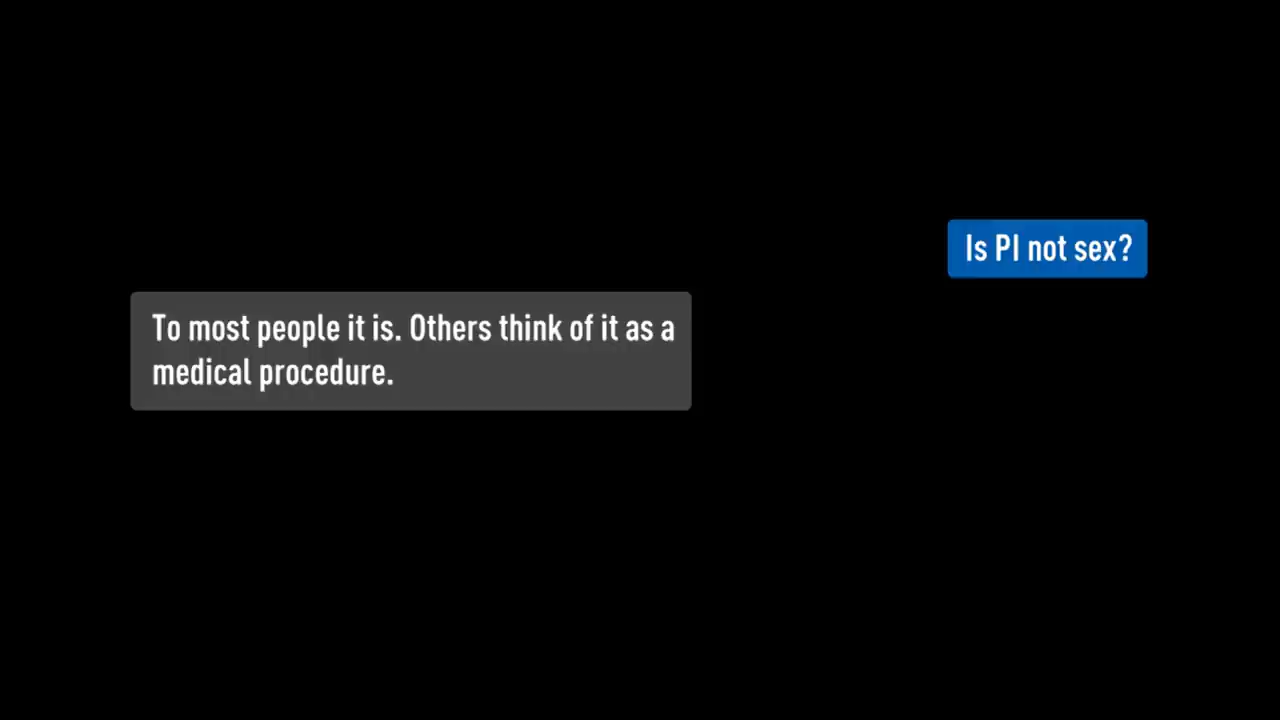 Is PI not sex?
To most people it is. Others think of it as a
medical procedure.